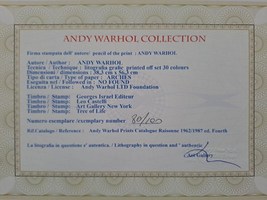 ANDY WARHOL COLLECTION
Firma stampata dell' autore: pencil of the print : ANDY WARHOL
Autore / Author : ANDY WARHOL
Tecnica / Technique : litografia grafic printed off set 30 colours
Dimensioni / dimensions : 38,3 cm x 56,3 cm
Tipo di carta / Type of paper : ARCHES
Eseguita nel / Followed in : NO FOUND
Licenza / License : Andy Warhol LTD Foundation
Timbro / Stamp: Georges Israel Editeur
Timbro / Stamp: Leo Castelli
Timbro / Stamp: Art Gallery New York
Timbro / Stamp: Tree of Life
Numero esemplare /exemplary number 80/100
Rif.Catalogo / Reference : Andy Warhol Prints Catalogue Raisonne 1962/1987 ed. Fourth
La litografia in questione e' autentica / Lithography in question and " authentic
Gallery